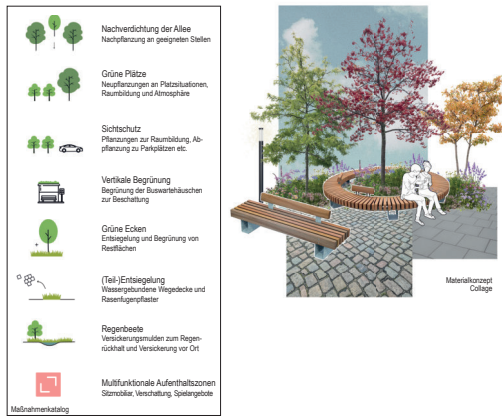 Nachverdichtung der Allee
Nachpflanzung an geeigneten Stellen
Grüne Plätze
Neupflanzungen an Platzsituationen,
Raumbildung und Atmosphäre
Sichtschutz
Pflanzungen zur Raumbildung, Ab-
pflanzung zu Parkplätzen etc.
Vertikale Begrünung
Begrünung der Buswartehäuschen
zur Beschattung
Grüne Ecken
Entsiegelung und Begrünung von
Restflächen
(Teil-)Entsiegelung
Wassergebundene Wegedecke und
Rasenfugenpflaster
Regenbeete
Versickerungsmulden zum Regen-
rückhalt und Versickerung vor Ort
Multifunktionale Aufenthaltszonen
Sitzmobiliar, Verschattung, Spielangebote
Maßnahmenkatalog
Materialkonzept
Collage